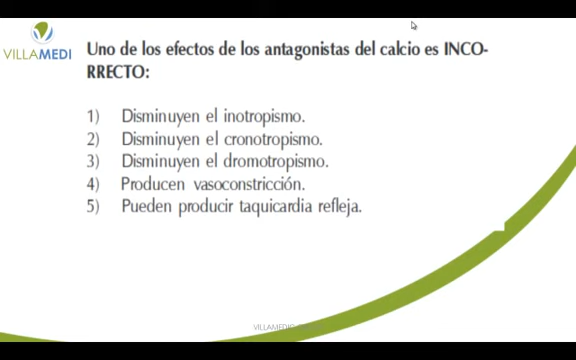 VILLAMEDI
Uno de los efectos de los antagonistas del calcio es INCO-
RRECTO:
1) Disminuyen el inotropismo.
2) Disminuyen el cronotropismo.
3) Disminuyen el dromotropismo.
4) Producen vasoconstricción.
5) Pueden producir taquicardia refleja.